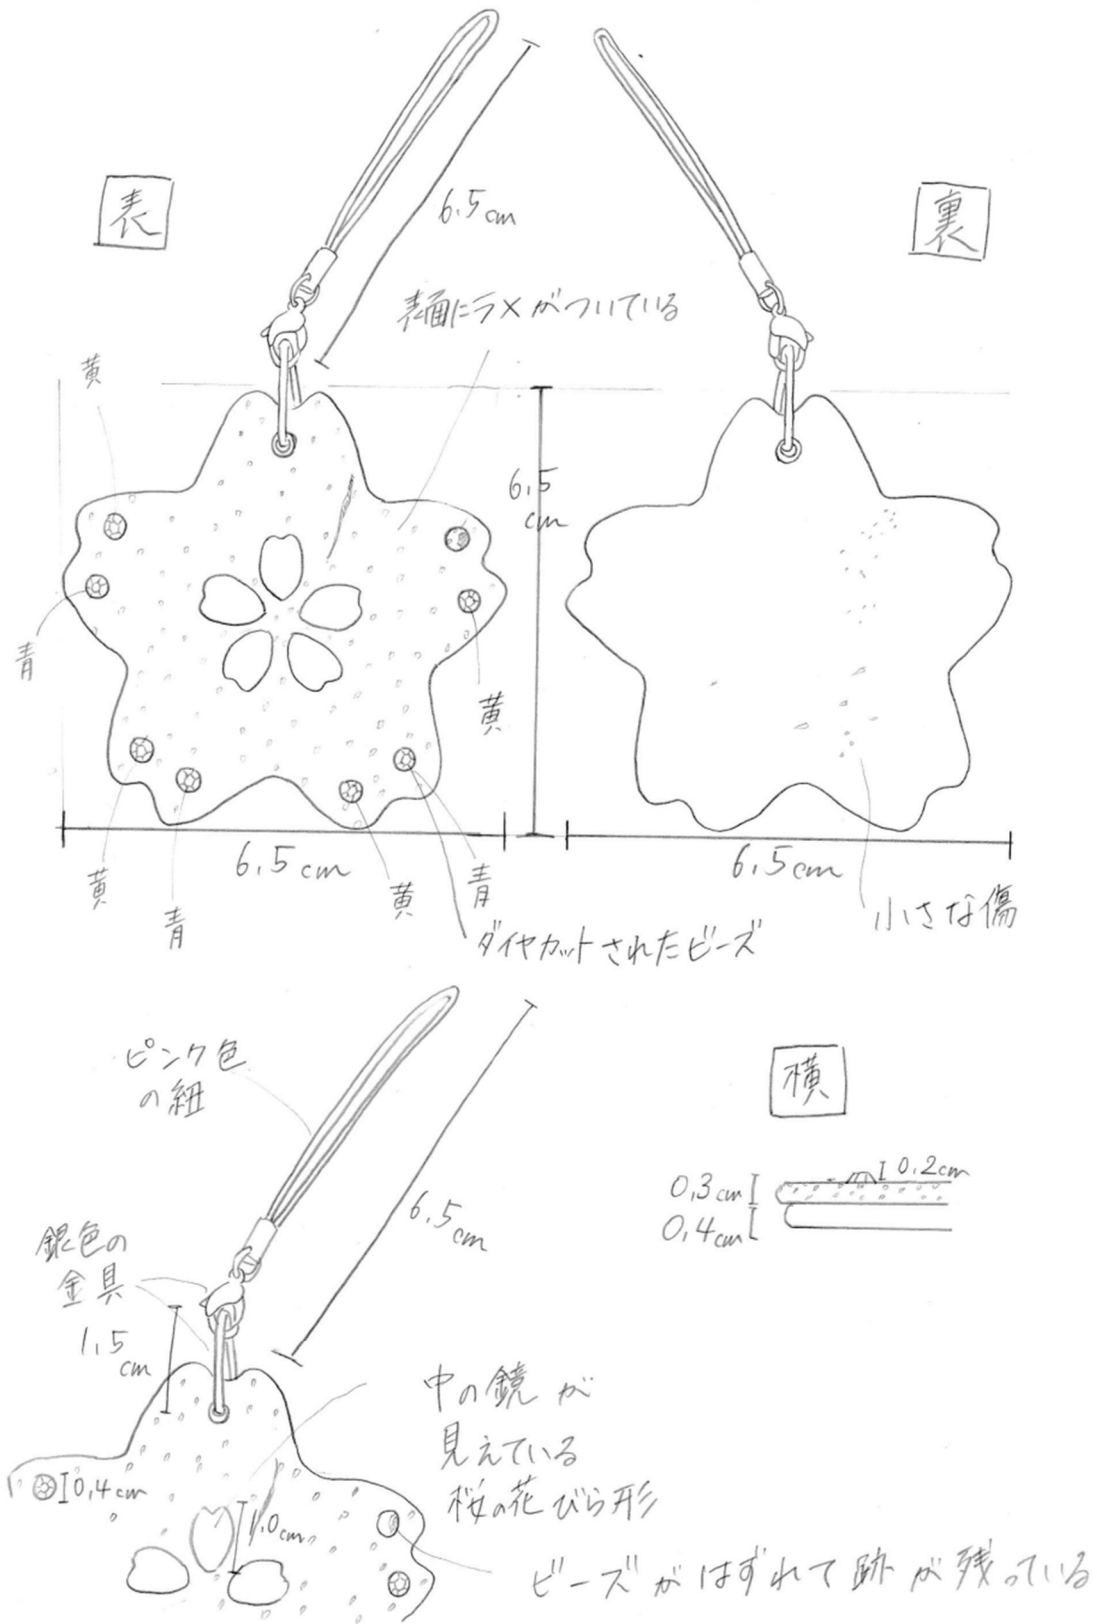 表
裏
6.5cm
表面にラメがついている
黄
6.5
cm
青
黄
黄
青
黄
青
6.5cm
6.5cm
ダイヤカットされたビーズ
小さな傷
ピンク色
の紐
横
6.5
cm
0.3cm
0.2cm
0.4cm
銀色の
金具
1.5
cm
中の鏡が
見えている
桜の花びら形
0.4cm
1.0cm
ビーズがはずれて跡が残っている